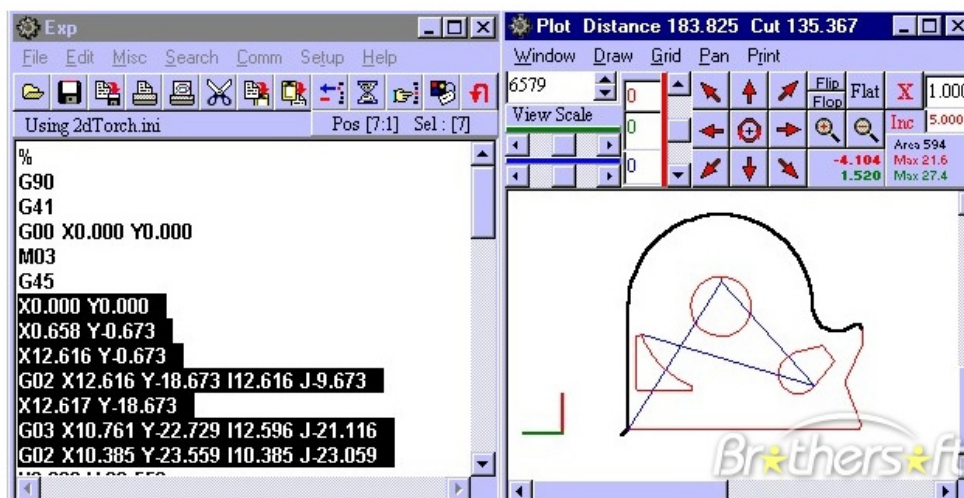 Exp
File Edit Misc Search Comm Setup Help
Using 2dTorch.ini Pos [7:1] Sel : [7]
%
G90
G41
G00 X0.000 Y0.000
M03
G45
X0.000 Y0.000
X0.658 Y-0.673
X12.616 Y-0.673
G02 X12.616 Y-18.673 I12.616 J-9.673
X12.617 Y-18.673
G03 X10.761 Y-22.729 I12.596 J-21.116
G02 X10.385 Y-23.559 I10.385 J-23.059
Plot Distance 183.825 Cut 135.367
Window Draw Grid Pan Print
6579
View Scale
0
0
0
Flip
Flop
Flat
X 1.000
Inc 5.000
Area 594
-4.104 Max 21.6
1.520 Max 27.4
Brothersoft